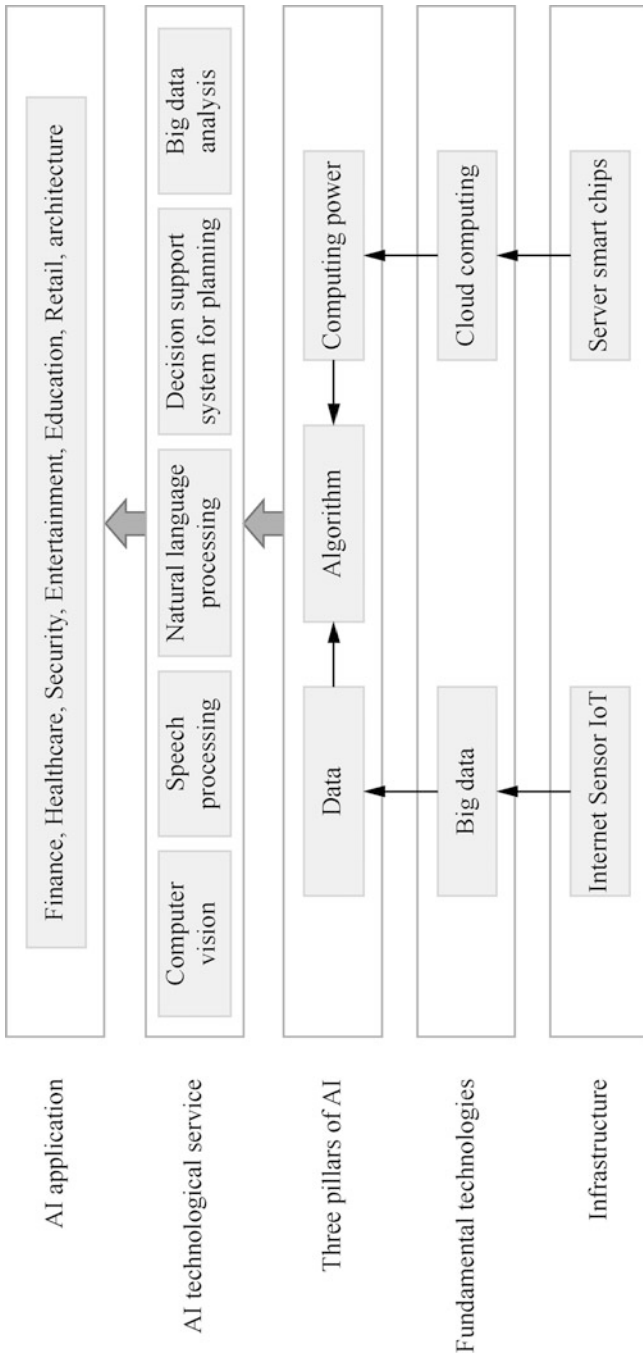 AI application
Finance, Healthcare, Security, Entertainment, Education, Retail, architecture
AI technological service
Computer
vision
Speech
processing
Natural language
processing
Decision support
system for planning
Big data
analysis
Three pillars of AI
Data
Algorithm
Computing power
Fundamental technologies
Big data
Cloud computing
Infrastructure
Internet Sensor IoT
Server smart chips